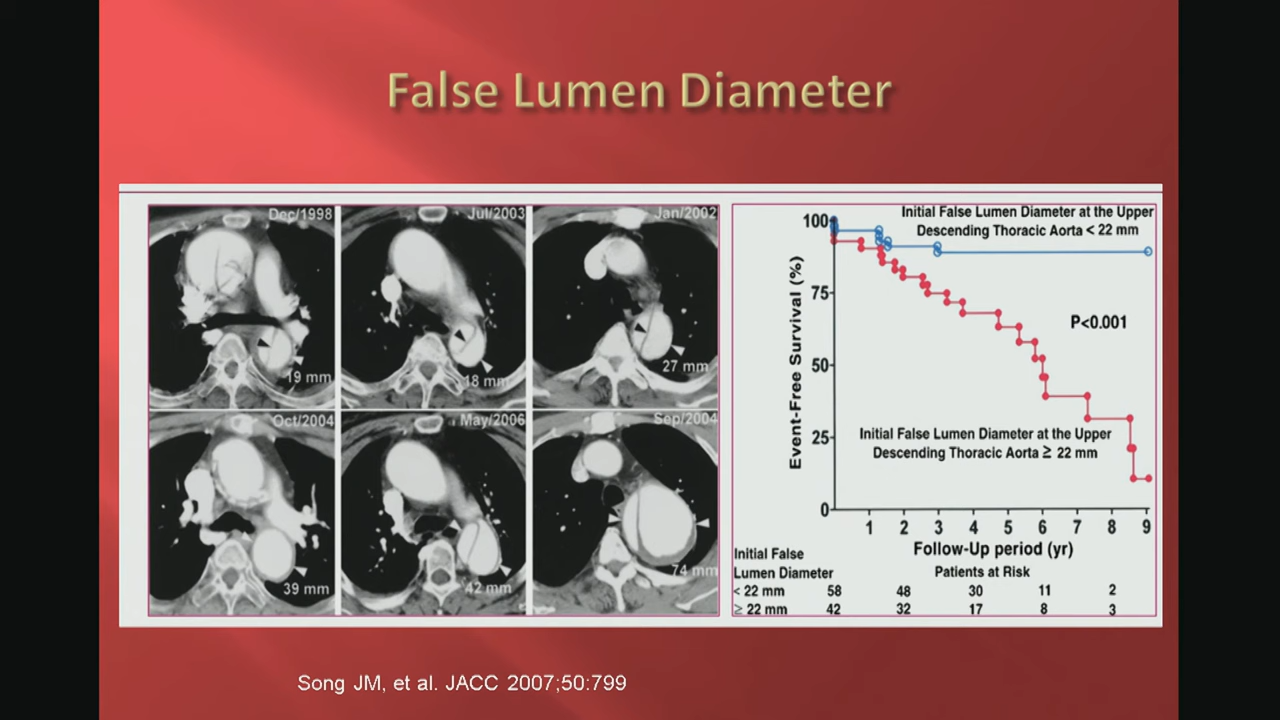 False Lumen Diameter
Dec/1998
Jul/2003
Jan/2002
19 mm
18 mm
27 mm
Oct/2004
May/2006
Sep/2004
39 mm
42 mm
74 mm
Initial False Lumen Diameter at the Upper
Descending Thoracic Aorta < 22 mm
100
75
50
25
0
Event-Free Survival (%)
P<0.001
Initial False Lumen Diameter at the Upper
Descending Thoracic Aorta ≥ 22 mm
1 2 3 4 5 6 7 8 9
Follow-Up period (yr)
Initial False
Lumen Diameter
Patients at Risk
< 22 mm 58 48 30 11 2
≥ 22 mm 42 32 17 8 3
Song JM, et al. JACC 2007;50:799